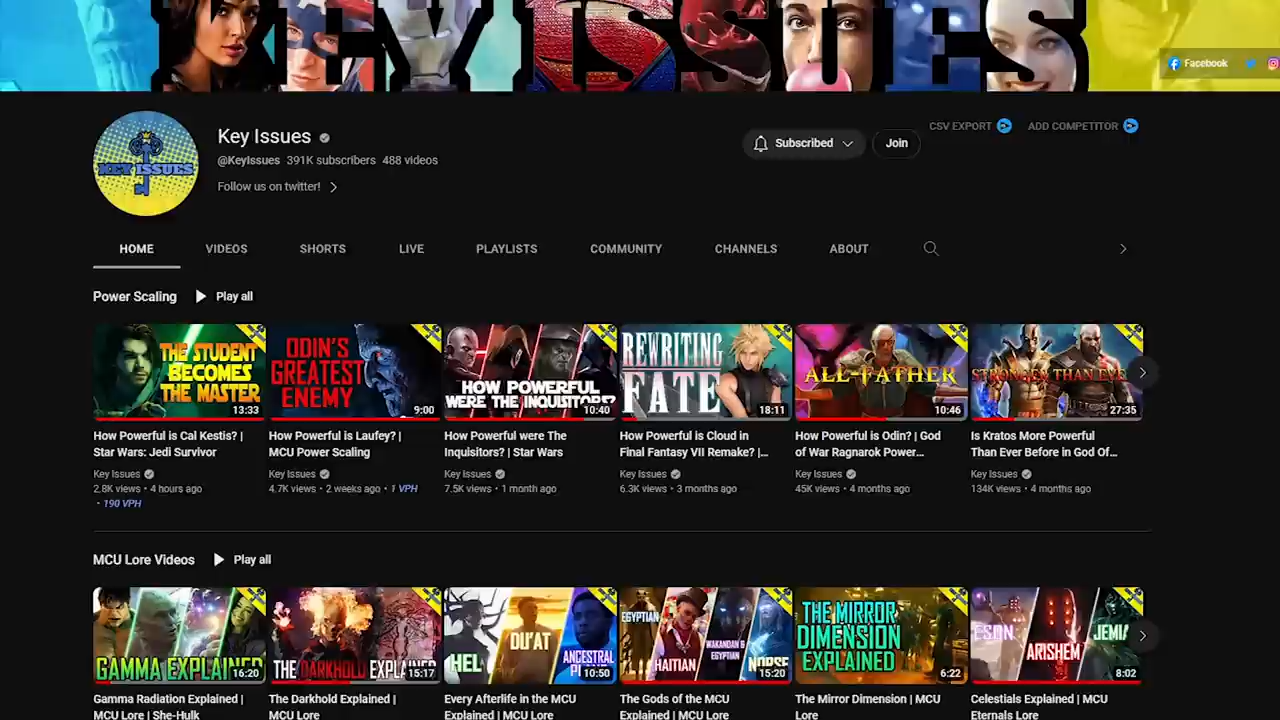 KEY ISSUES
Facebook
KEY ISSUES
Key Issues
@KeyIssues 391K subscribers 488 videos
Follow us on twitter!
Subscribed
Join
CSV EXPORT
ADD COMPETITOR
HOME VIDEOS SHORTS LIVE PLAYLISTS COMMUNITY CHANNELS ABOUT
Power Scaling Play all
THE STUDENT
BECOMES
THE MASTER
13:33
ODIN'S
GREATEST
ENEMY
9:00
HOW POWERFUL
WERE THE INQUISITORS?
10:40
REWRITING
FATE
18:11
ALL-FATHER
10:46
STRONGER THAN EVER
27:35
How Powerful is Cal Kestis? |
Star Wars: Jedi Survivor
Key Issues
2.8K views • 4 hours ago
• 190 VPH
How Powerful is Laufey? |
MCU Power Scaling
Key Issues
4.7K views • 2 weeks ago • 1 VPH
How Powerful were The
Inquisitors? | Star Wars
Key Issues
7.5K views • 1 month ago
How Powerful is Cloud in
Final Fantasy VII Remake? |...
Key Issues
6.3K views • 3 months ago
How Powerful is Odin? | God
of War Ragnarok Power...
Key Issues
45K views • 4 months ago
Is Kratos More Powerful
Than Ever Before in God Of...
Key Issues
134K views • 4 months ago
MCU Lore Videos Play all
GAMMA EXPLAINED
16:20
THE DARKHOLD EXPLAINED
15:17
HEL
DU'AT
ANCESTRAL
10:50
EGYPTIAN
HAITIAN
WAKANDAN &
EGYPTIAN
NORSE
15:20
THE MIRROR
DIMENSION
EXPLAINED
6:22
ESON
ARISHEM
JEMIA
8:02
Gamma Radiation Explained |
MCU Lore | She-Hulk
The Darkhold Explained |
MCU Lore
Every Afterlife in the MCU
Explained | MCU Lore
The Gods of the MCU
Explained | MCU Lore
The Mirror Dimension | MCU
Lore
Celestials Explained | MCU
Eternals Lore